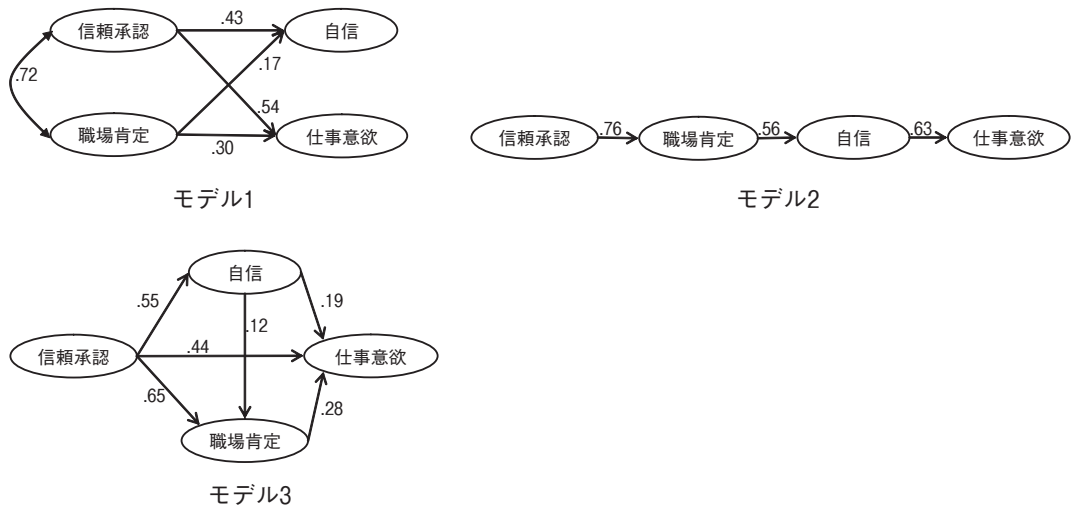 信頼承認
.43
自信
.72
.17
.54
職場肯定
.30
仕事意欲
モデル1
信頼承認
.76
職場肯定
.56
自信
.63
仕事意欲
モデル2
自信
.55
.19
.12
信頼承認
.44
仕事意欲
.65
.28
職場肯定
モデル3